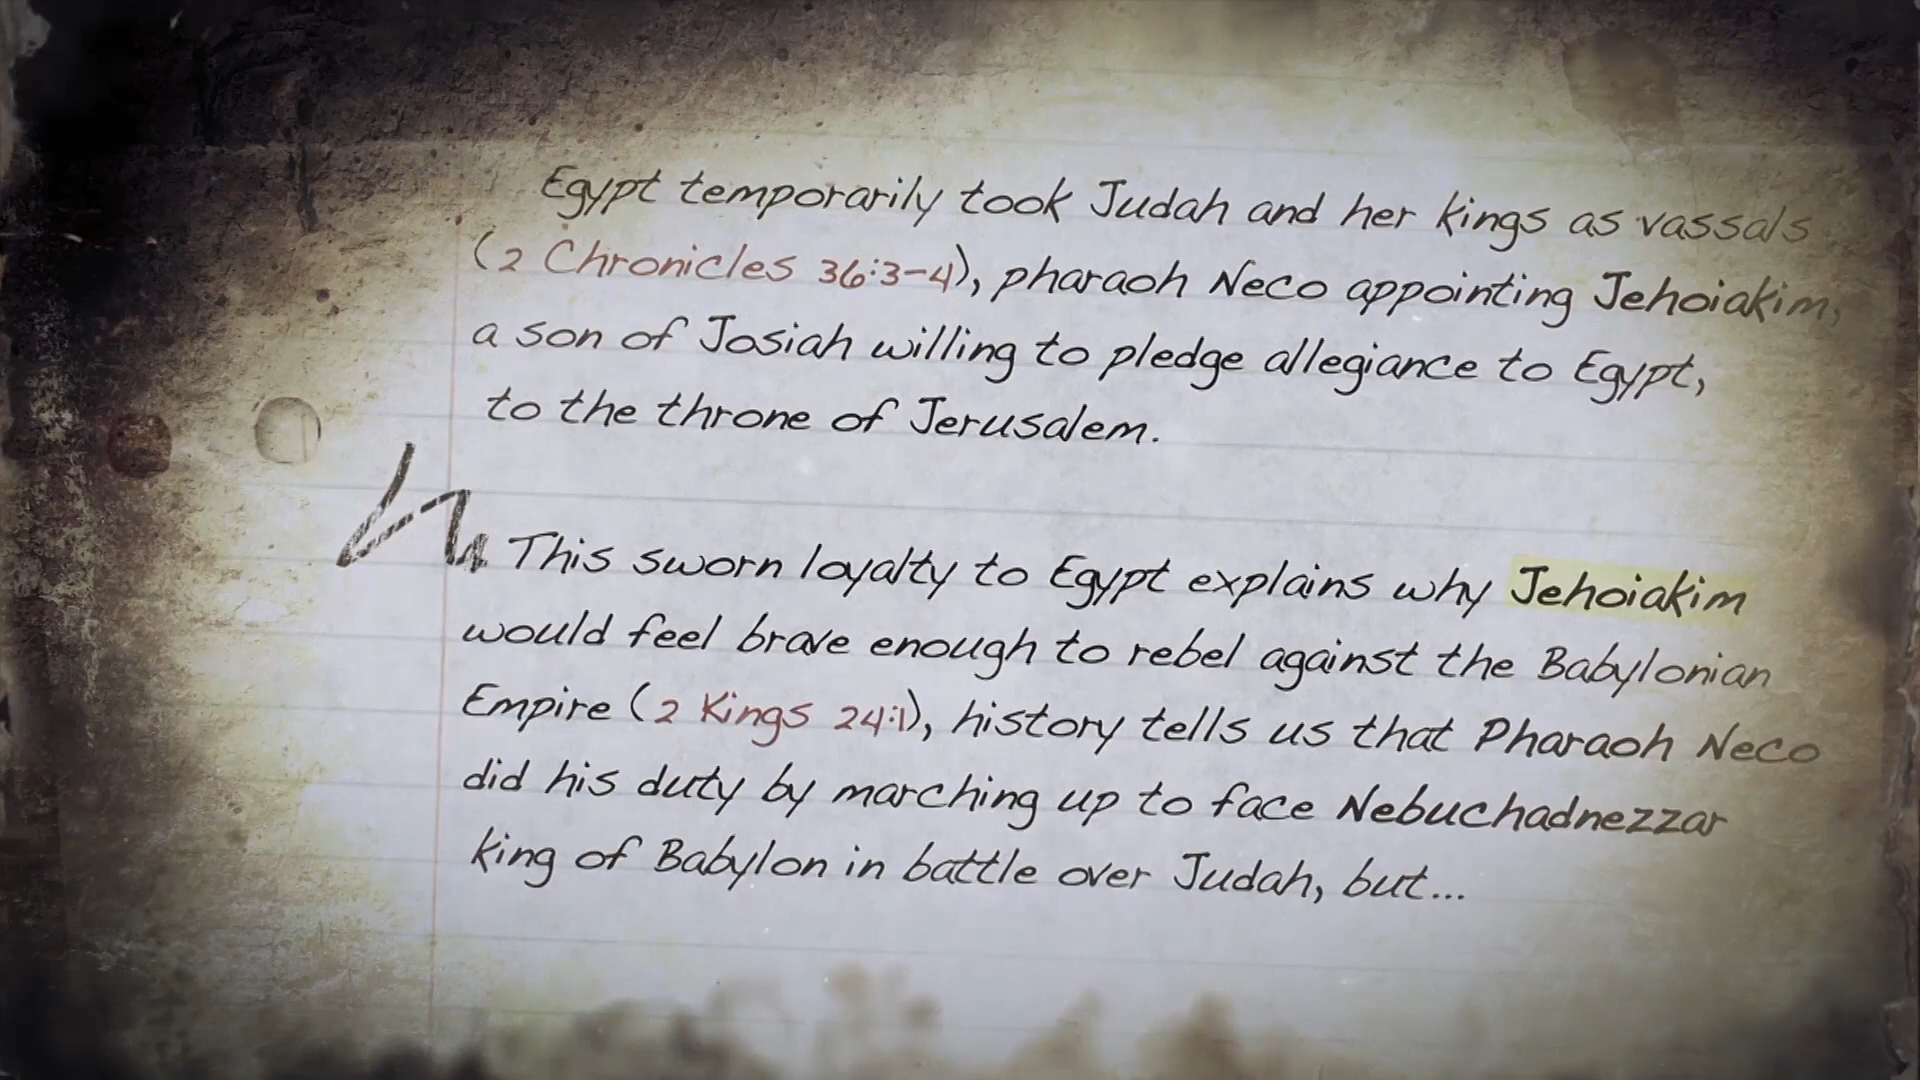 Egypt temporarily took Judah and her kings as vassals
(2 Chronicles 36:3-4), pharaoh Neco appointing Jehoiakim,
a son of Josiah willing to pledge allegiance to Egypt,
to the throne of Jerusalem.
This sworn loyalty to Egypt explains why Jehoiakim
would feel brave enough to rebel against the Babylonian
Empire (2 Kings 24:1), history tells us that Pharaoh Neco
did his duty by marching up to face Nebuchadnezzar
king of Babylon in battle over Judah, but...